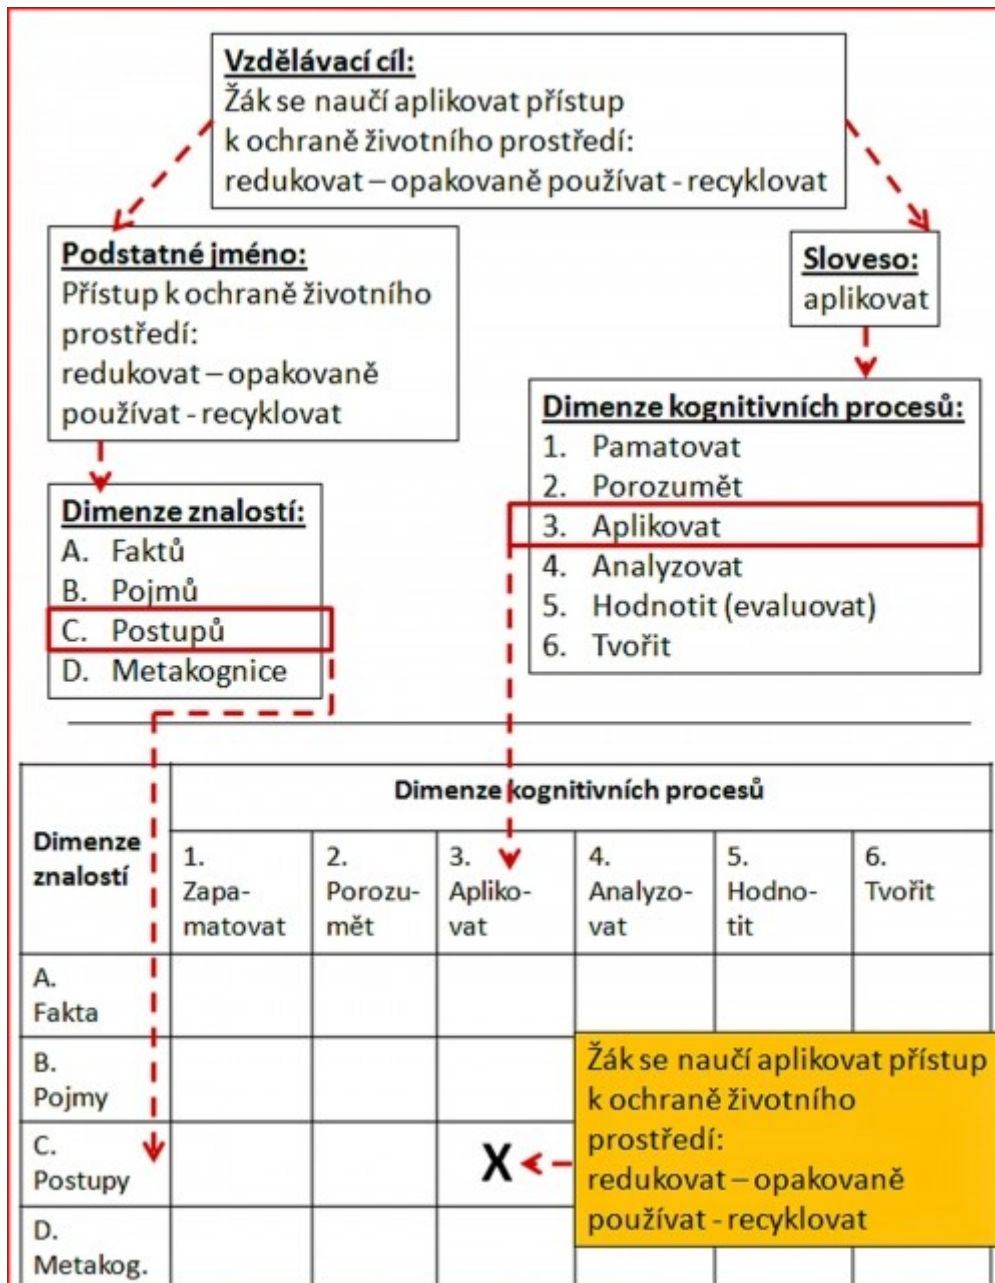 Vzdělávací cíl:
Žák se naučí aplikovat přístup
k ochraně životního prostředí:
redukovat – opakovaně používat - recyklovat
Podstatné jméno:
Přístup k ochraně životního
prostředí:
redukovat – opakovaně
používat - recyklovat
Sloveso:
aplikovat
Dimenze znalostí:
A. Faktů
B. Pojmů
C. Postupů
D. Metakognice
Dimenze kognitivních procesů:
1. Pamatovat
2. Porozumět
3. Aplikovat
4. Analyzovat
5. Hodnotit (evaluovat)
6. Tvořit
Dimenze
znalostí
Dimenze kognitivních procesů
1.
Zapa-
matovat
2.
Porozu-
mět
3.
Apliko-
vat
4.
Analyzo-
vat
5.
Hodno-
tit
6.
Tvořit
A.
Fakta
B.
Pojmy
C.
Postupy
X
D.
Metakog.
Žák se naučí aplikovat přístup
k ochraně životního
prostředí:
redukovat – opakovaně
používat - recyklovat